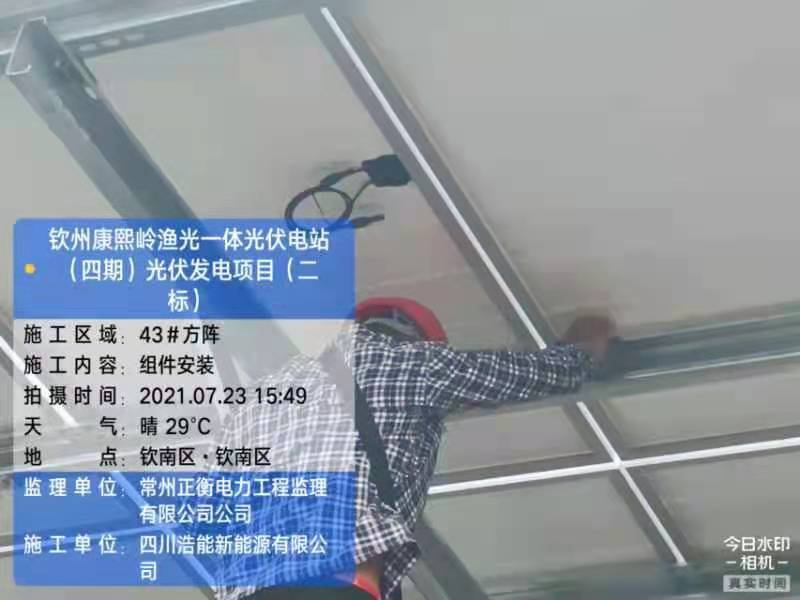 钦州康熙岭渔光一体光伏电站
（四期）光伏发电项目（二
标）
施工区域：43#方阵
施工内容：组件安装
拍摄时间：2021.07.23 15:49
天气：晴 29℃
地点：钦南区·钦南区
监理单位：常州正衡电力工程监理
有限公司公司
施工单位：四川浩能新能源有限公
司
今日水印
-相机-
真实时间